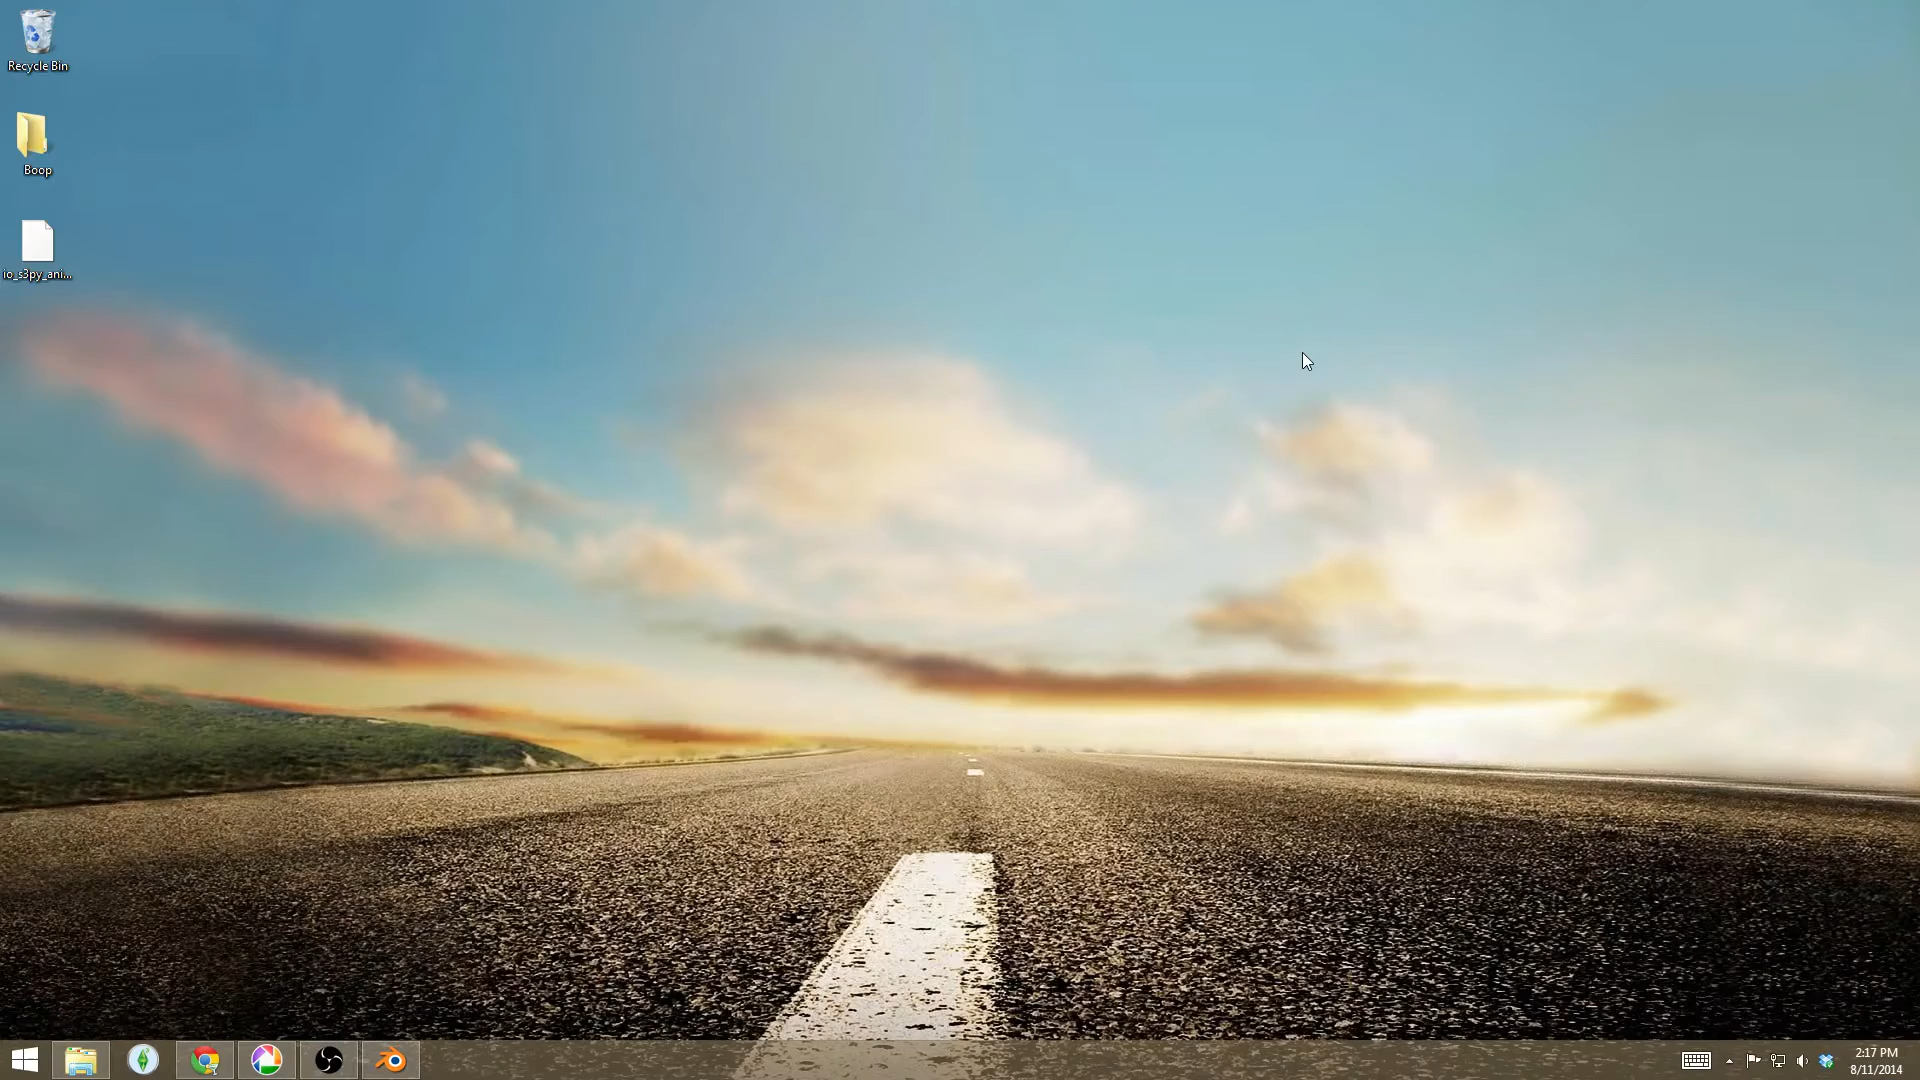 Recycle Bin
Boop
io_s3py_ani...
2:17 PM
8/11/2014